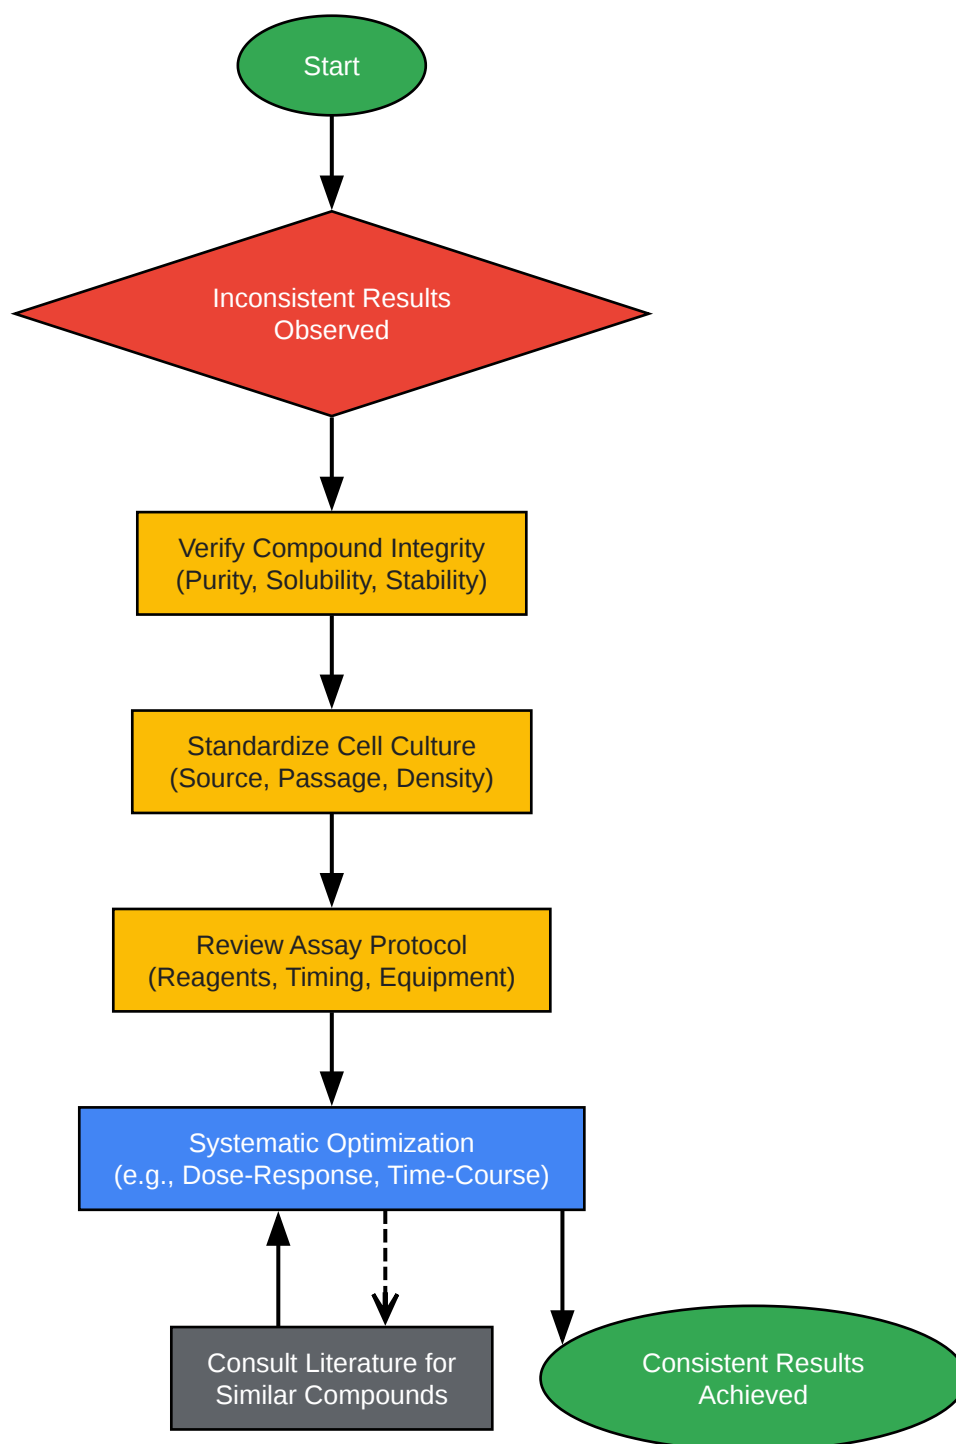 Start
Inconsistent Results
Observed
Verify Compound Integrity
(Purity, Solubility, Stability)
Standardize Cell Culture
(Source, Passage, Density)
Review Assay Protocol
(Reagents, Timing, Equipment)
Systematic Optimization
(e.g., Dose-Response, Time-Course)
Consult Literature for
Similar Compounds
Consistent Results
Achieved